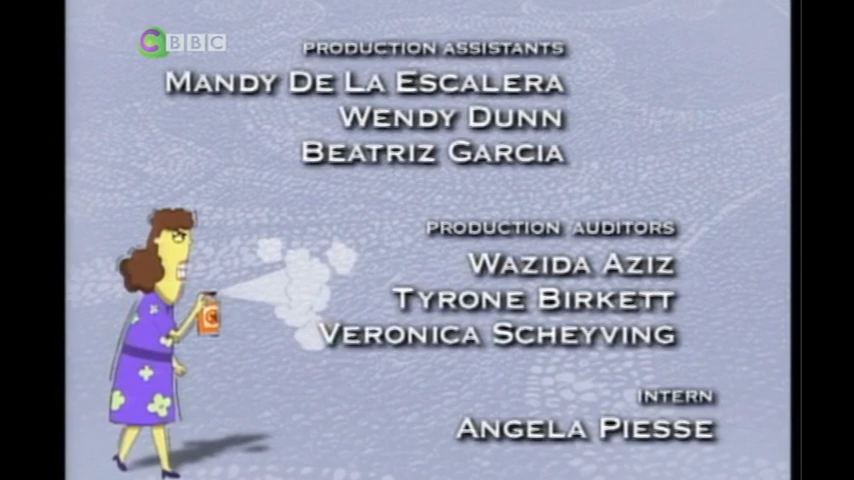 CBBC
PRODUCTION ASSISTANTS
MANDY DE LA ESCALERA
WENDY DUNN
BEATRIZ GARCIA
PRODUCTION AUDITORS
WAZIDA AZIZ
TYRONE BIRKETT
VERONICA SCHEYVING
INTERN
ANGELA PIESSE